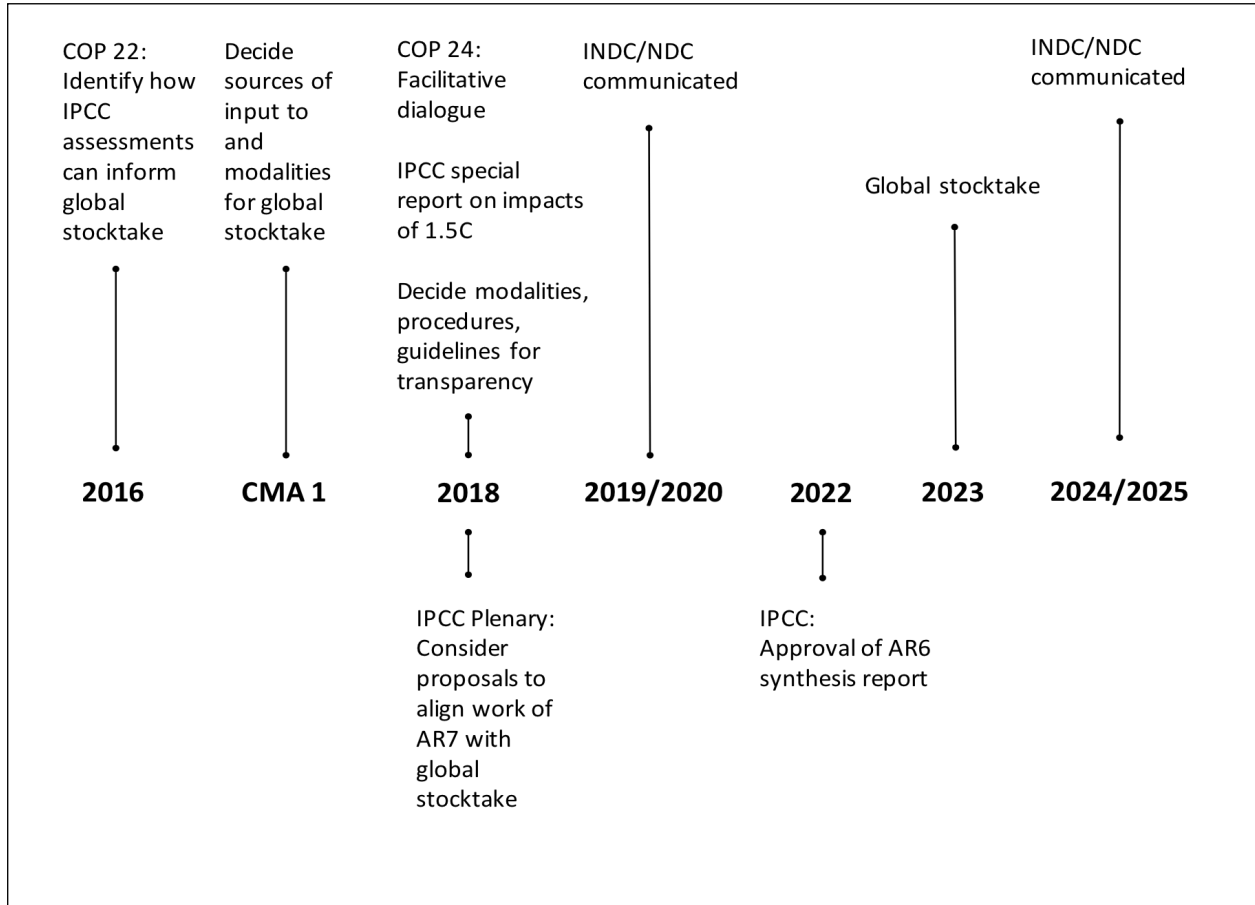 COP 22:
Identify how
IPCC
assessments
can inform
global
stocktake
Decide
sources of
input to
and
modalities
for global
stocktake
COP 24:
Facilitative
dialogue
IPCC special
report on impacts
of 1.5C
Decide modalities,
procedures,
guidelines for
transparency
INDC/NDC
communicated
Global stocktake
INDC/NDC
communicated
2016
CMA 1
2018
2019/2020
2022
2023
2024/2025
IPCC Plenary:
Consider
proposals to
align work of
AR7 with
global
stocktake
IPCC:
Approval of AR6
synthesis report